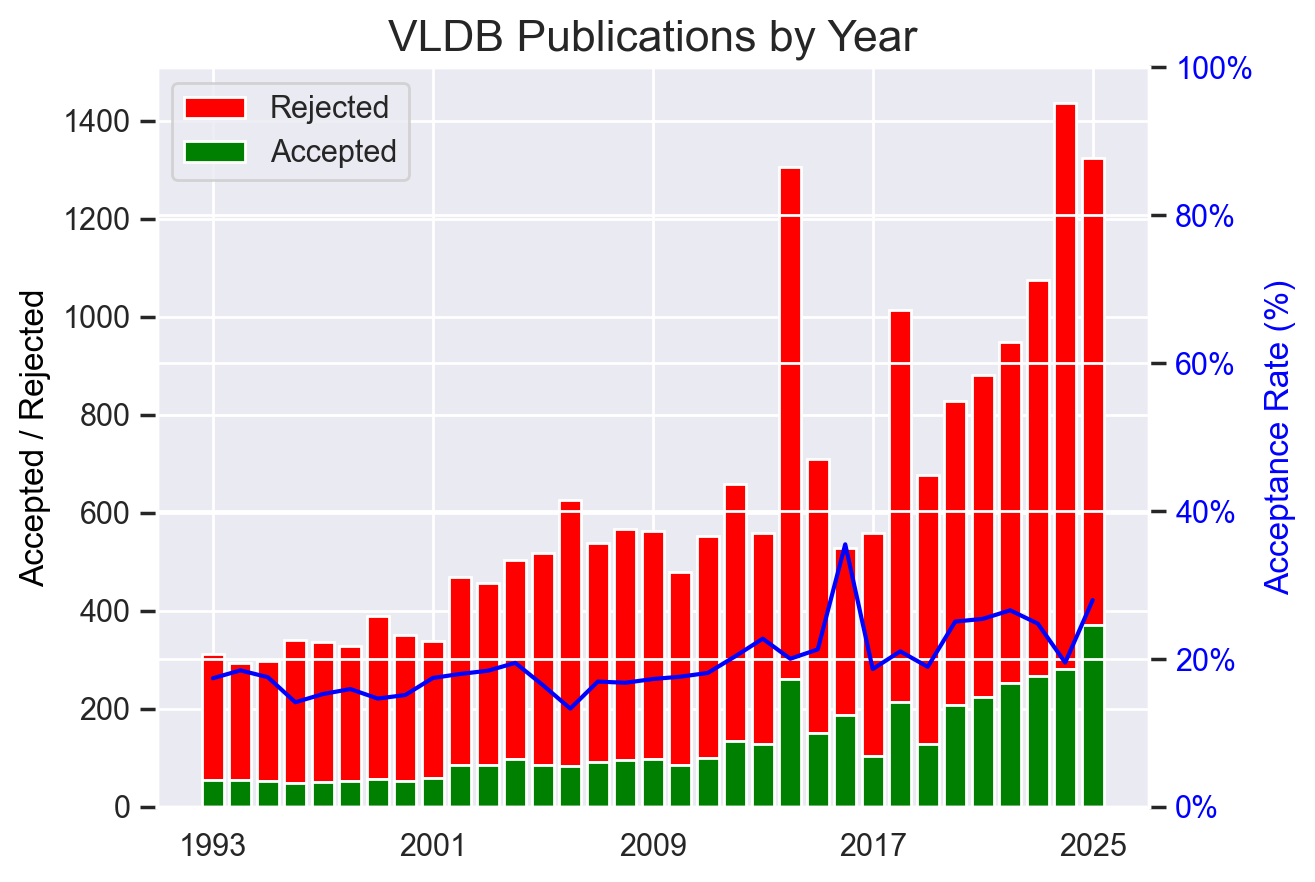 VLDB Publications by Year
Rejected
Accepted
Accepted / Rejected
1400
1200
1000
800
600
400
200
0
100%
80%
60%
40%
20%
0%
Acceptance Rate (%)
1993 2001 2009 2017 2025